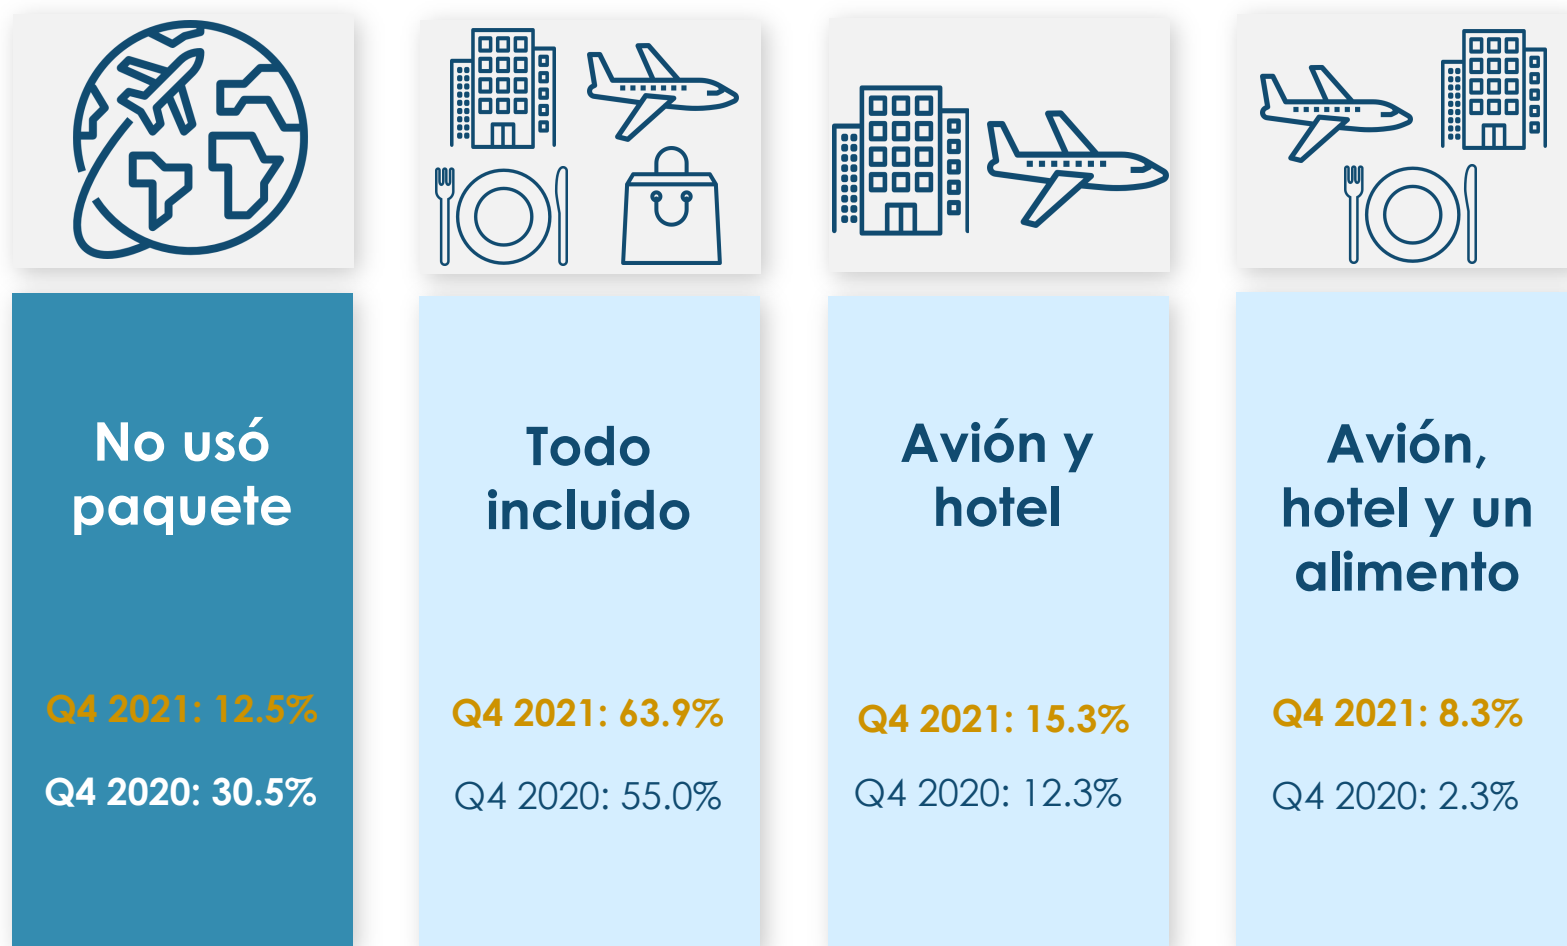 No usó
paquete
Q4 2021: 12.5%
Q4 2020: 30.5%
Todo
incluido
Q4 2021: 63.9%
Q4 2020: 55.0%
Avión y
hotel
Q4 2021: 15.3%
Q4 2020: 12.3%
Avión,
hotel y un
alimento
Q4 2021: 8.3%
Q4 2020: 2.3%